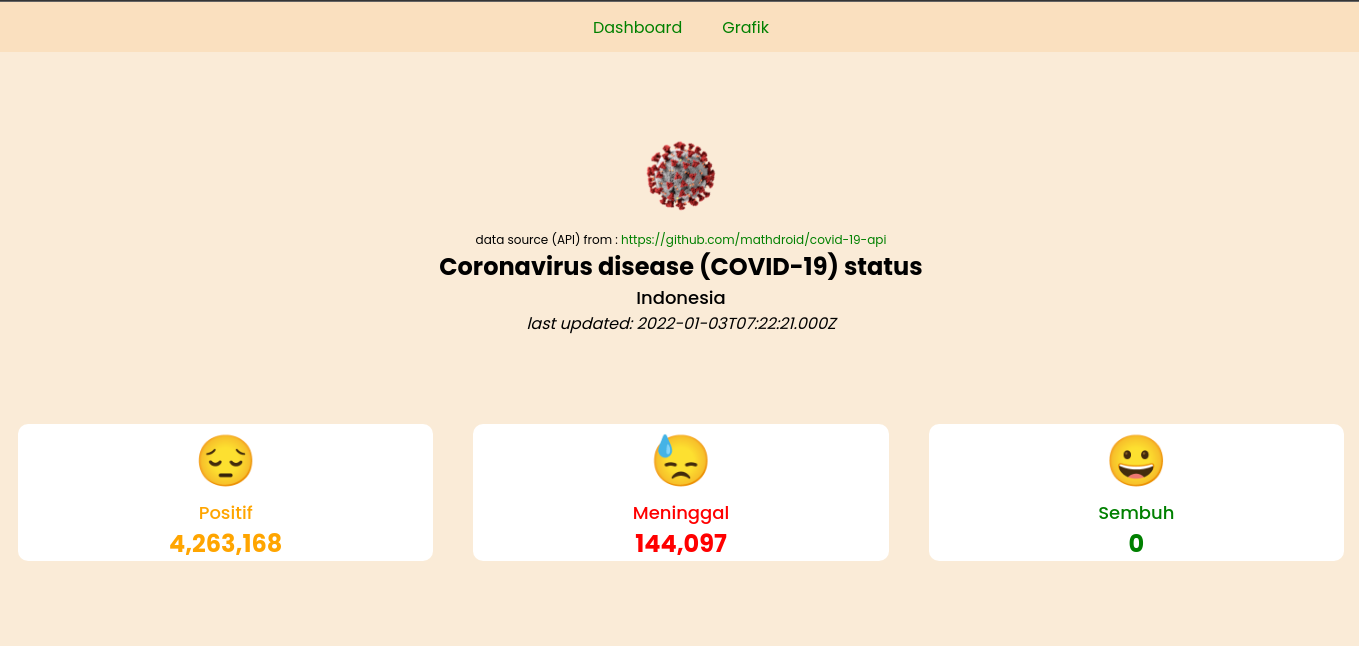 Dashboard Grafik
data source (API) from : https://github.com/mathdroid/covid-19-api
Coronavirus disease (COVID-19) status
Indonesia
last updated: 2022-01-03T07:22:21.000Z
Positif
4,263,168
Meninggal
144,097
Sembuh
0